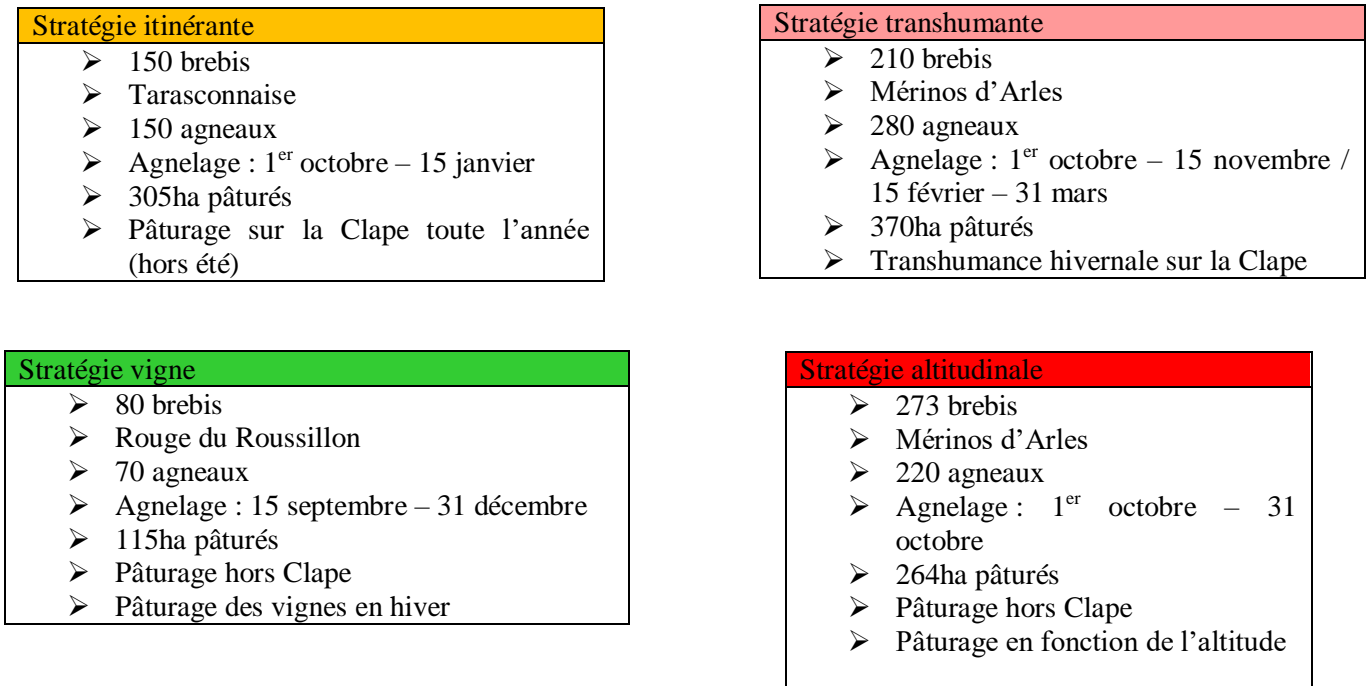 Stratégie itinérante
➢ 150 brebis
➢ Tarasconnaise
➢ 150 agneaux
➢ Agnelage : 1er octobre – 15 janvier
➢ 305ha pâturés
➢ Pâturage sur la Clape toute l’année
(hors été)
Stratégie transhumante
➢ 210 brebis
➢ Mérinos d’Arles
➢ 280 agneaux
➢ Agnelage : 1er octobre – 15 novembre /
15 février – 31 mars
➢ 370ha pâturés
➢ Transhumance hivernale sur la Clape
Stratégie vigne
➢ 80 brebis
➢ Rouge du Roussillon
➢ 70 agneaux
➢ Agnelage : 15 septembre – 31 décembre
➢ 115ha pâturés
➢ Pâturage hors Clape
➢ Pâturage des vignes en hiver
Stratégie altitudinale
➢ 273 brebis
➢ Mérinos d’Arles
➢ 220 agneaux
➢ Agnelage : 1er octobre – 31
octobre
➢ 264ha pâturés
➢ Pâturage hors Clape
➢ Pâturage en fonction de l’altitude